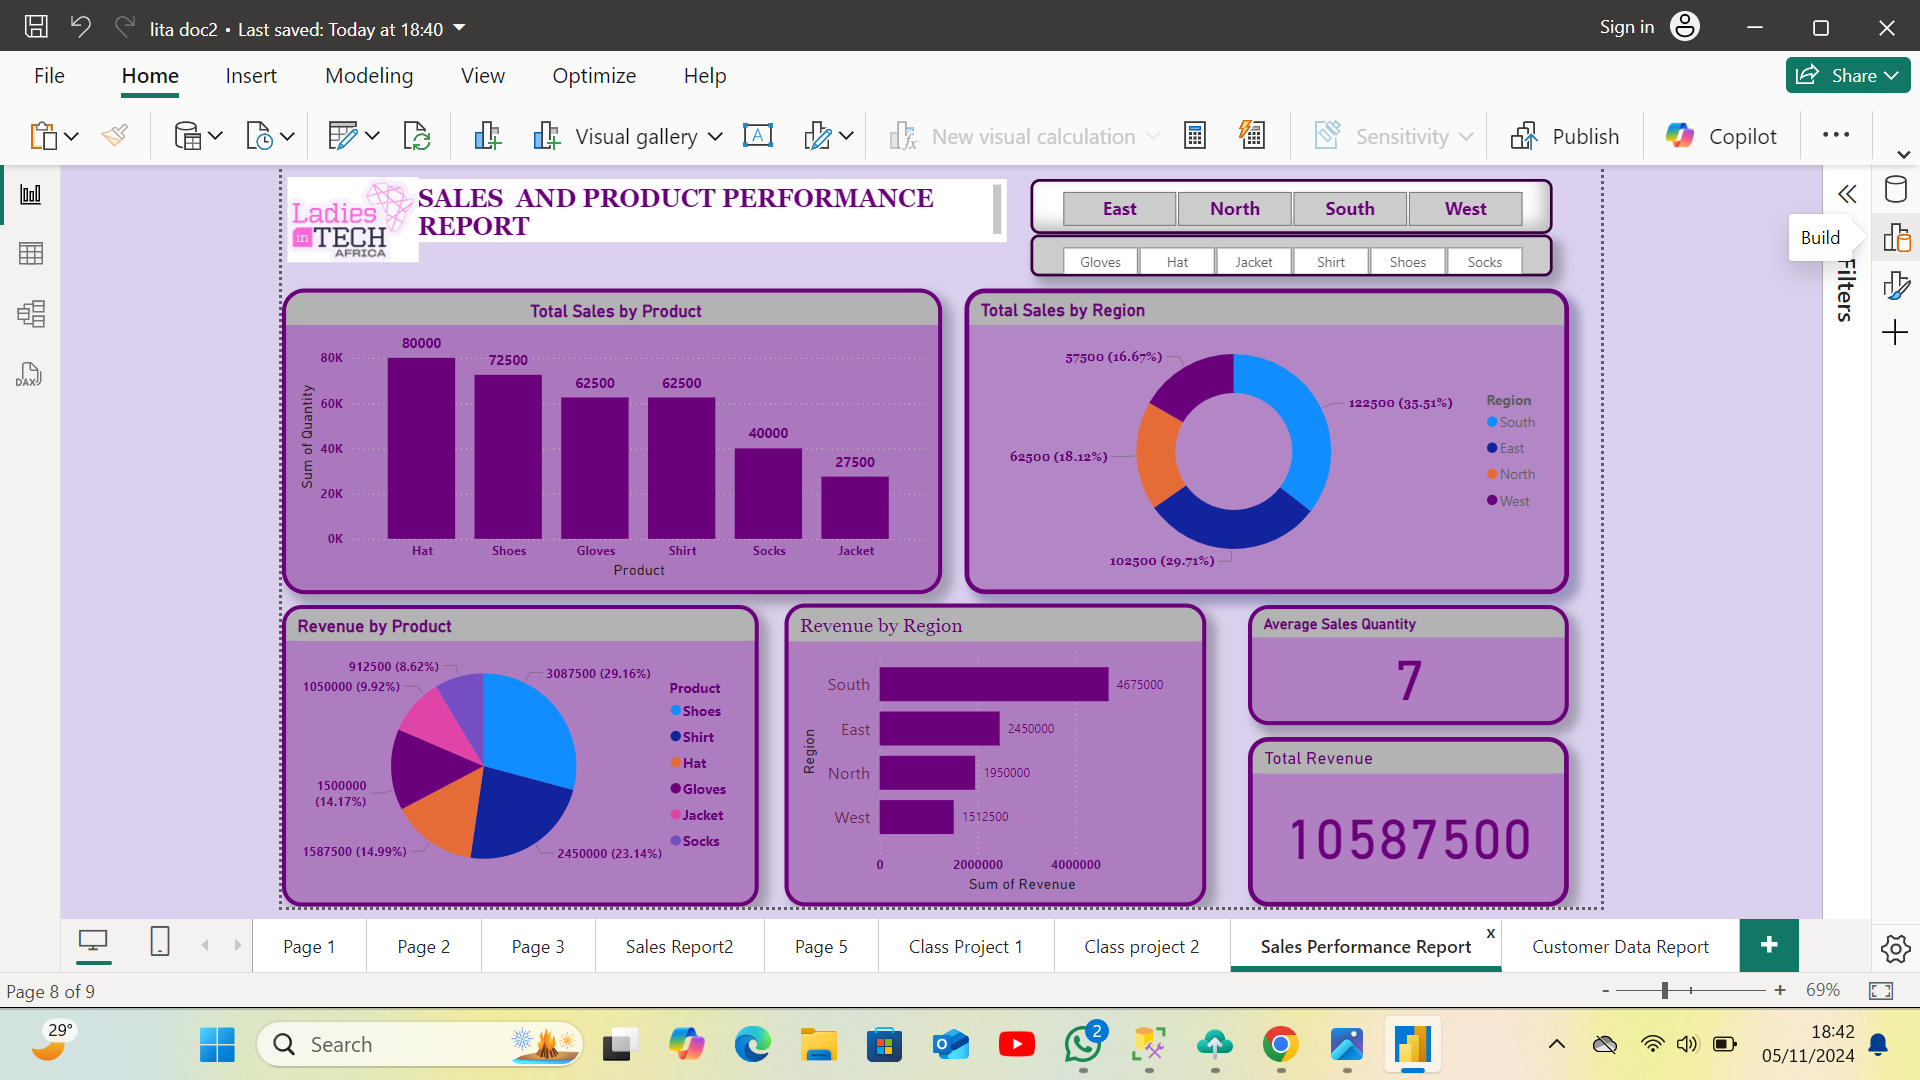 lita doc2 • Last saved: Today at 18:40
Sign in
File Home Insert Modeling View Optimize Help
Share
Visual gallery
New visual calculation
Sensitivity
Publish
Copilot
Ladies
in TECH
AFRICA
SALES AND PRODUCT PERFORMANCE
REPORT
East North South West
Gloves Hat Jacket Shirt Shoes Socks
Build
Filters
DAX
Total Sales by Product
80000
72500
62500
62500
40000
27500
80K
60K
40K
20K
0K
Sum of Quantity
Hat Shoes Gloves Shirt Socks Jacket
Product
Total Sales by Region
57500 (16.67%)
122500 (35.51%)
62500 (18.12%)
102500 (29.71%)
Region
South
East
North
West
Revenue by Product
912500 (8.62%)
3087500 (29.16%)
1050000 (9.92%)
1500000
(14.17%)
1587500 (14.99%)
2450000 (23.14%)
Product
Shoes
Shirt
Hat
Gloves
Jacket
Socks
Revenue by Region
Region
South 4675000
East 2450000
North 1950000
West 1512500
0 2000000 4000000
Sum of Revenue
Average Sales Quantity
7
Total Revenue
10587500
Page 1 Page 2 Page 3 Sales Report2 Page 5 Class Project 1 Class project 2 Sales Performance Report x Customer Data Report +
Page 8 of 9
- + 69%
29°
Search
2
18:42
05/11/2024